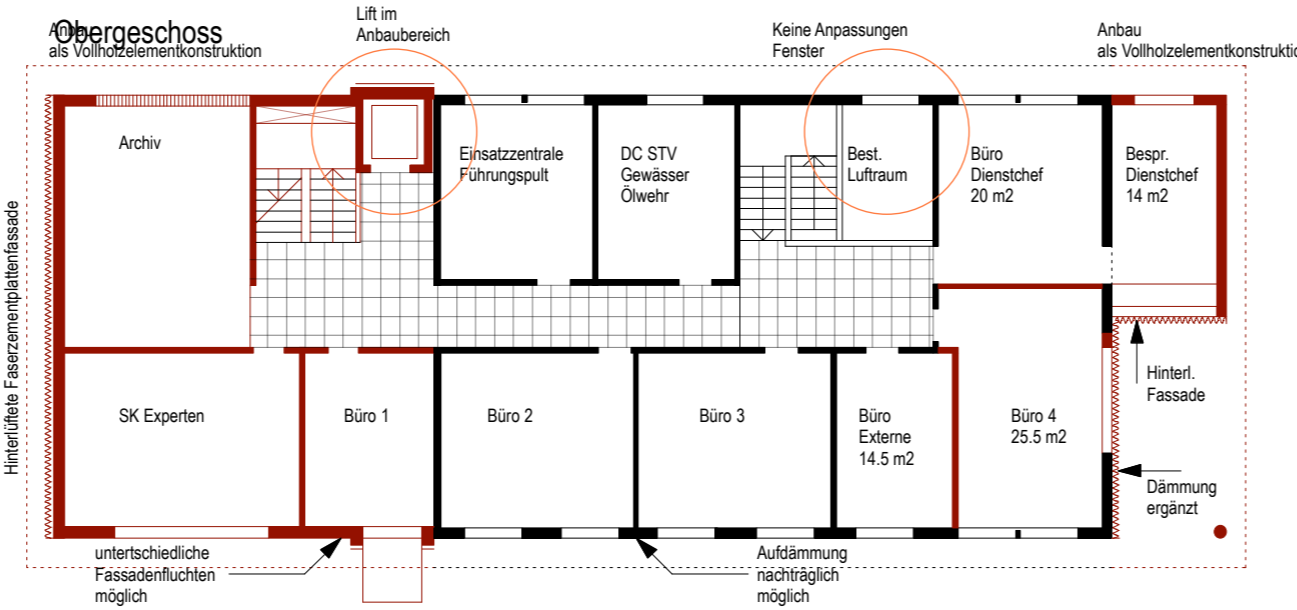 Obergeschoss
Anbau
als Vollholzelementkonstruktion
Lift im
Anbaubereich
Keine Anpassungen
Fenster
Anbau
als Vollholzelementkonstruktio
Archiv
Einsatzzentrale
Führungspult
DC STV
Gewässer
Ölwehr
Best.
Luftraum
Büro
Dienstchef
20 m2
Bespr.
Dienstchef
14 m2
Hinterlüftete Faserzementplattenfassade
SK Experten
Büro 1
Büro 2
Büro 3
Büro
Externe
14.5 m2
Büro 4
25.5 m2
Hinterl.
Fassade
Dämmung
ergänzt
untertschiedliche
Fassadenfluchten
möglich
Aufdämmung
nachträglich
möglich